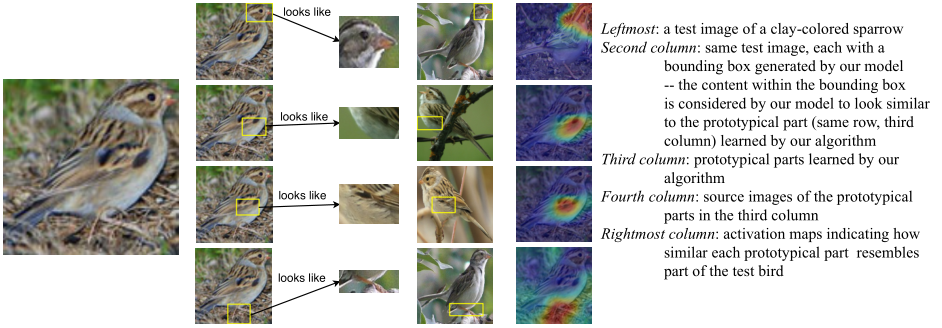 looks like
looks like
looks like
looks like
Leftmost: a test image of a clay-colored sparrow
Second column: same test image, each with a
bounding box generated by our model
-- the content within the bounding box
is considered by our model to look similar
to the prototypical part (same row, third
column) learned by our algorithm
Third column: prototypical parts learned by our
algorithm
Fourth column: source images of the prototypical
parts in the third column
Rightmost column: activation maps indicating how
similar each prototypical part resembles
part of the test bird